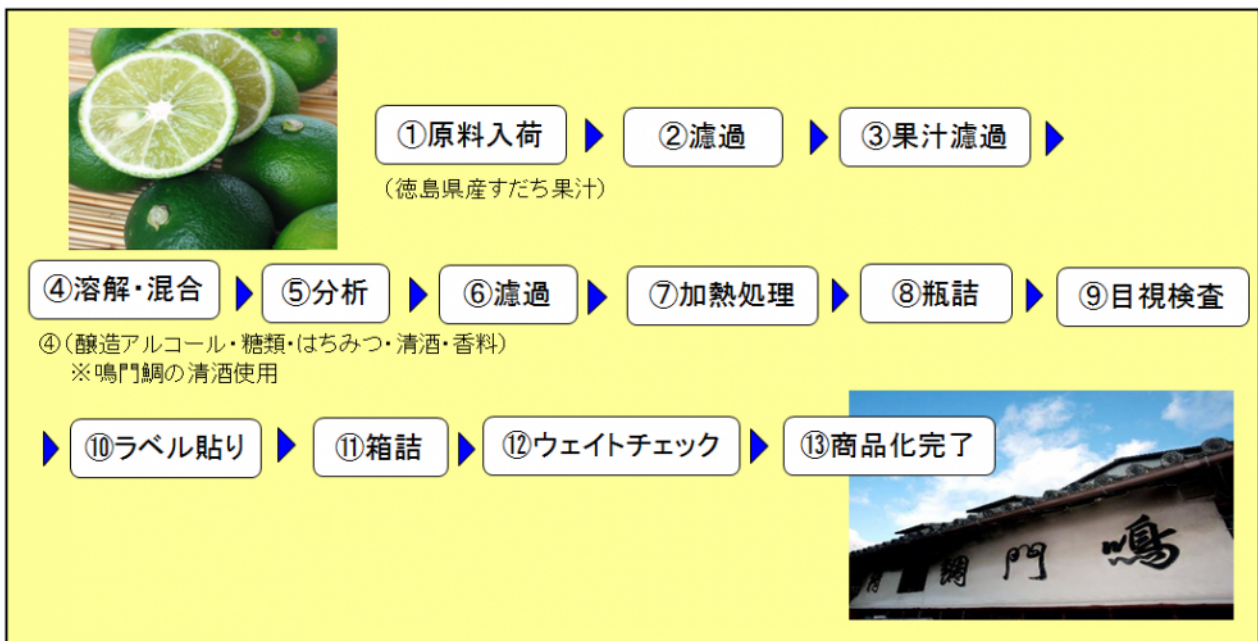 ①原料入荷
②濾過
③果汁濾過
(徳島県産すだち果汁)
④溶解・混合
⑤分析
⑥濾過
⑦加熱処理
⑧瓶詰
⑨目視検査
④(醸造アルコール・糖類・はちみつ・清酒・香料)
※鳴門鯛の清酒使用
⑩ラベル貼り
⑪箱詰
⑫ウェイトチェック
⑬商品化完了
鯛門鳴